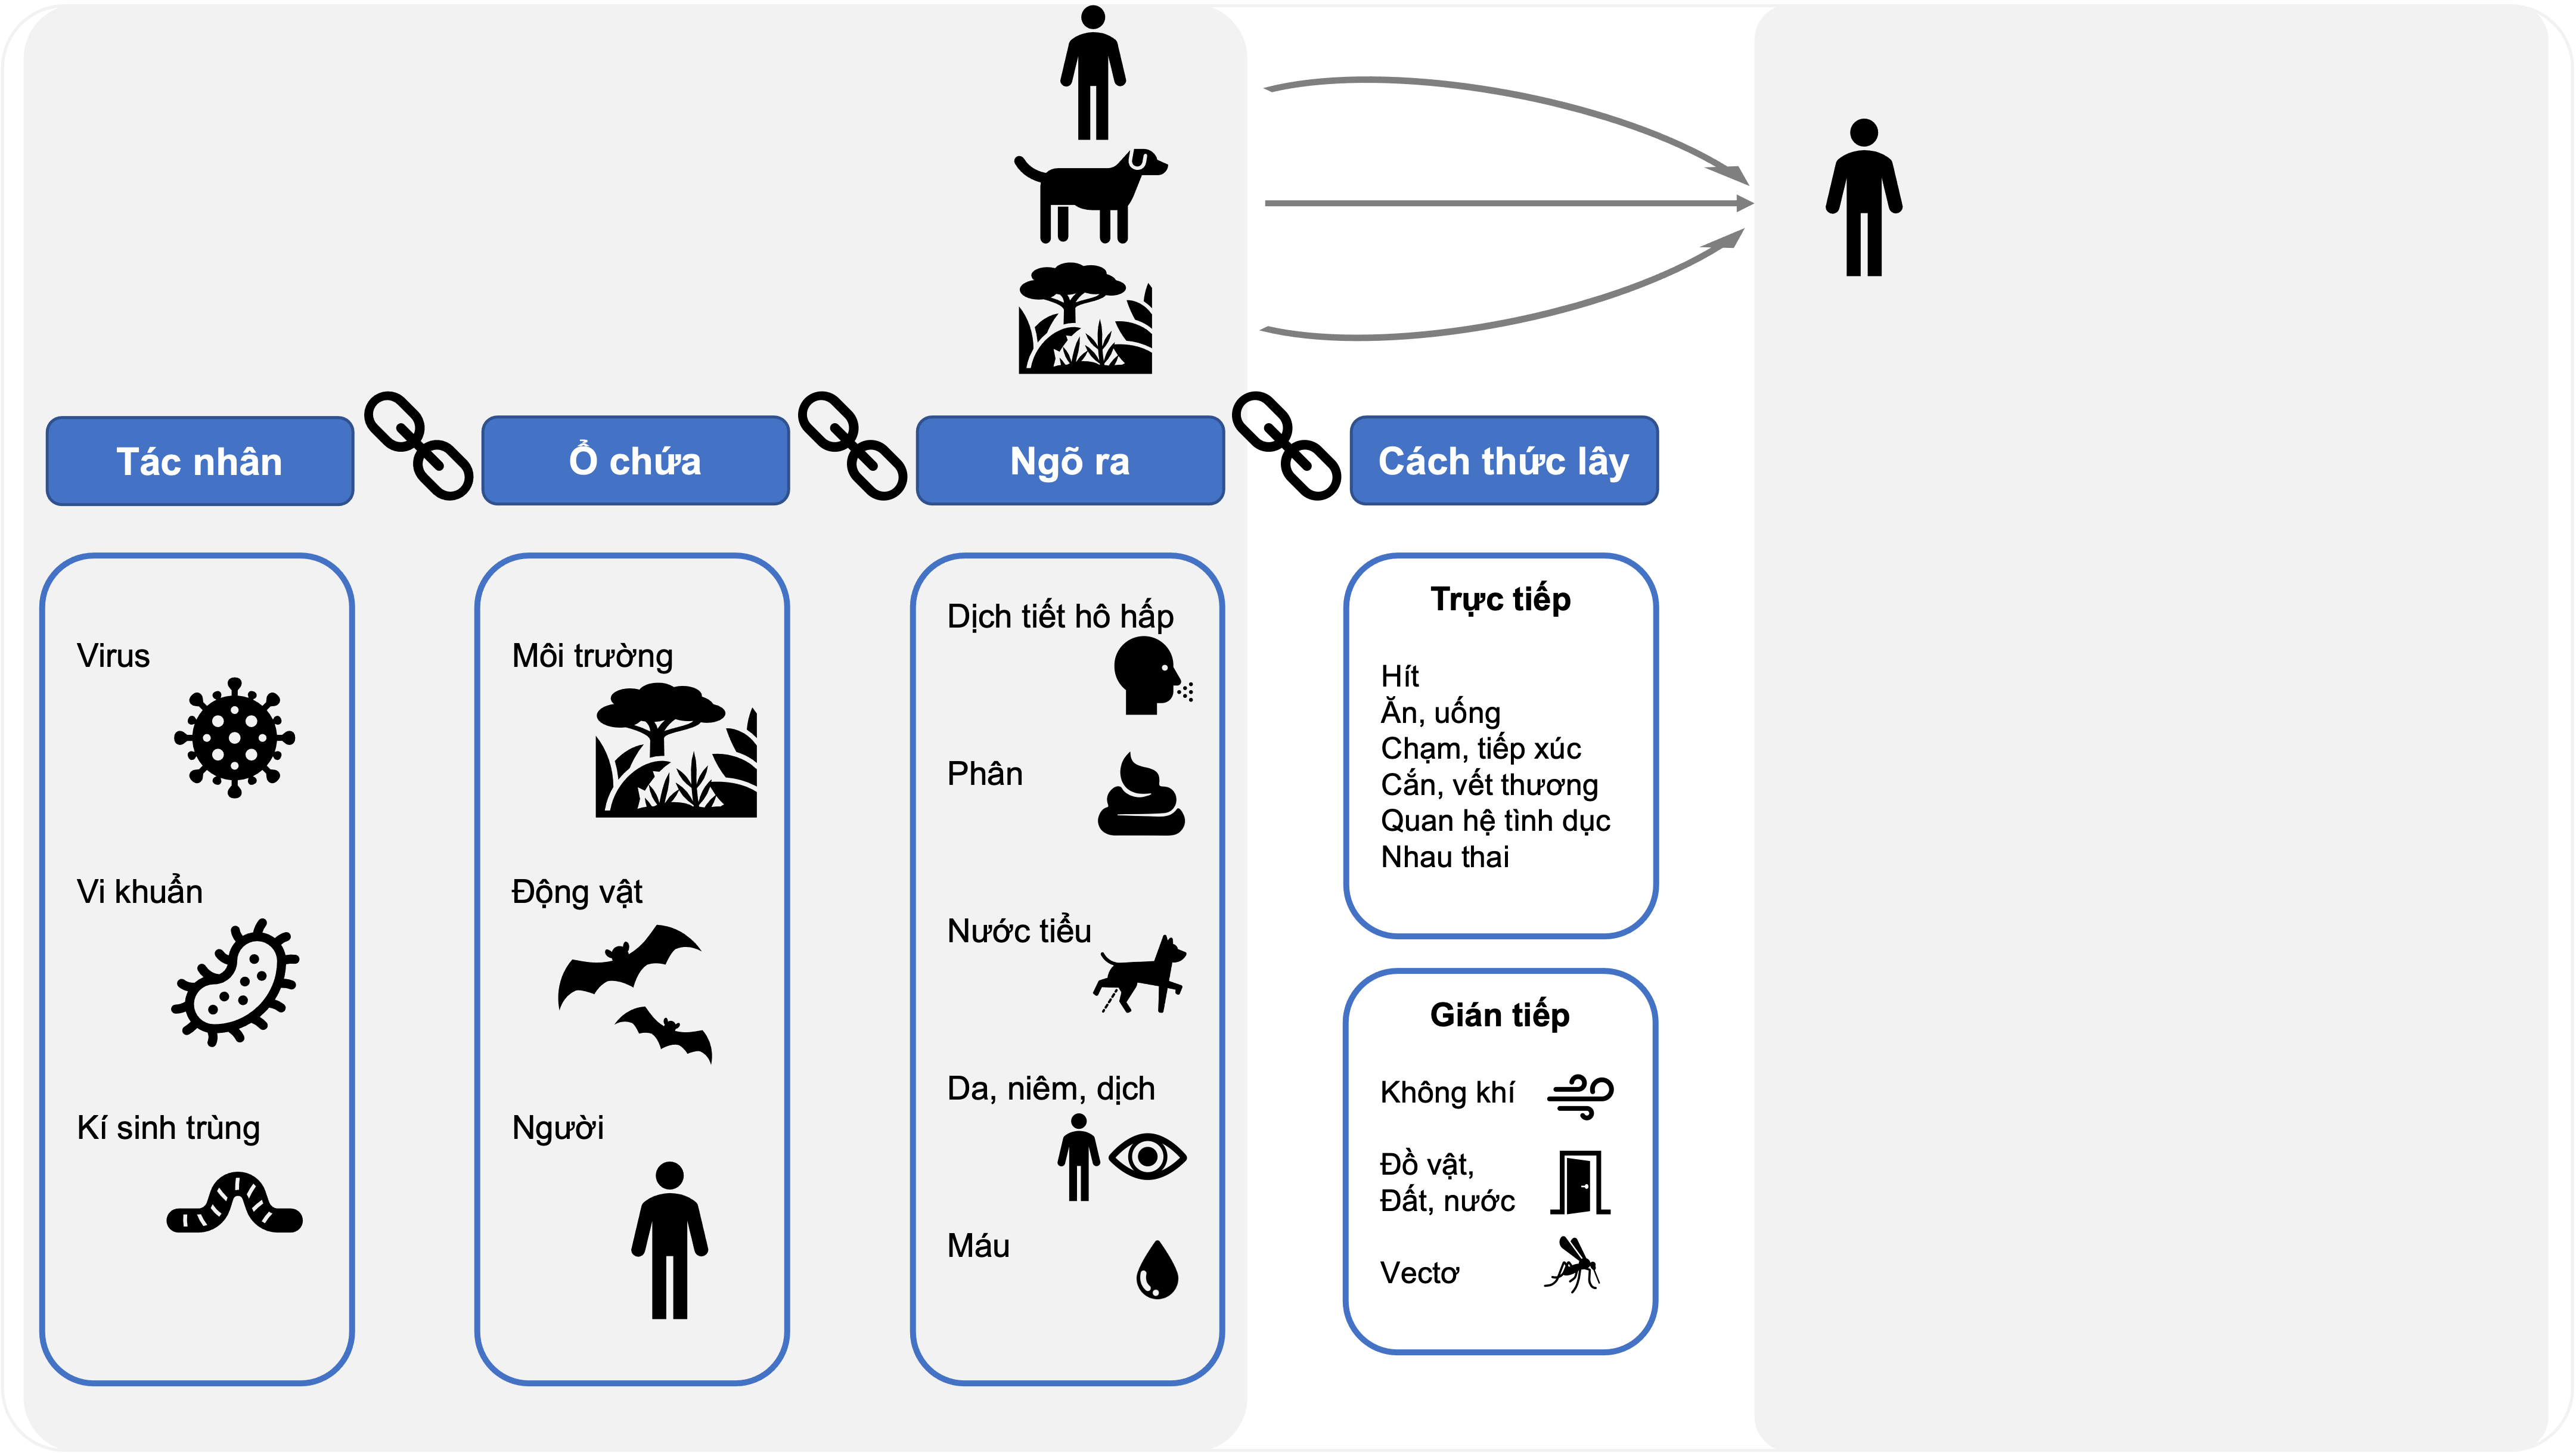 Tác nhân
Ổ chứa
Ngõ ra
Cách thức lây
Virus
Vi khuẩn
Kí sinh trùng
Môi trường
Động vật
Người
Dịch tiết hô hấp
Phân
Nước tiểu
Da, niêm, dịch
Máu
Trực tiếp
Hít
Ăn, uống
Chạm, tiếp xúc
Cắn, vết thương
Quan hệ tình dục
Nhau thai
Gián tiếp
Không khí
Đồ vật,
Đất, nước
Vectơ